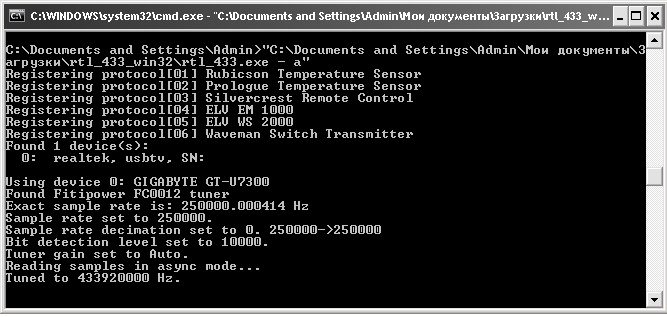 C:\WINDOWS\system32\cmd.exe - "C:\Documents and Settings\Admin\Мои документы\Загрузки\rtl_433_w...
C:\Documents and Settings\Admin>"C:\Documents and Settings\Admin\Мои документы\З
агрузки\rtl_433_win32\rtl_433.exe - a"
Registering protocol[01] Rubicson Temperature Sensor
Registering protocol[02] Prologue Temperature Sensor
Registering protocol[03] Silvercrest Remote Control
Registering protocol[04] ELV EM 1000
Registering protocol[05] ELV WS 2000
Registering protocol[06] Waveman Switch Transmitter
Found 1 device(s):
0: realtek, usbtv, SN:
Using device 0: GIGABYTE GT-U7300
Found Fitipower FC0012 tuner
Exact sample rate is: 250000.000414 Hz
Sample rate set to 250000.
Sample rate decimation set to 0. 250000->250000
Bit detection level set to 10000.
Tuner gain set to Auto.
Reading samples in async mode...
Tuned to 433920000 Hz.